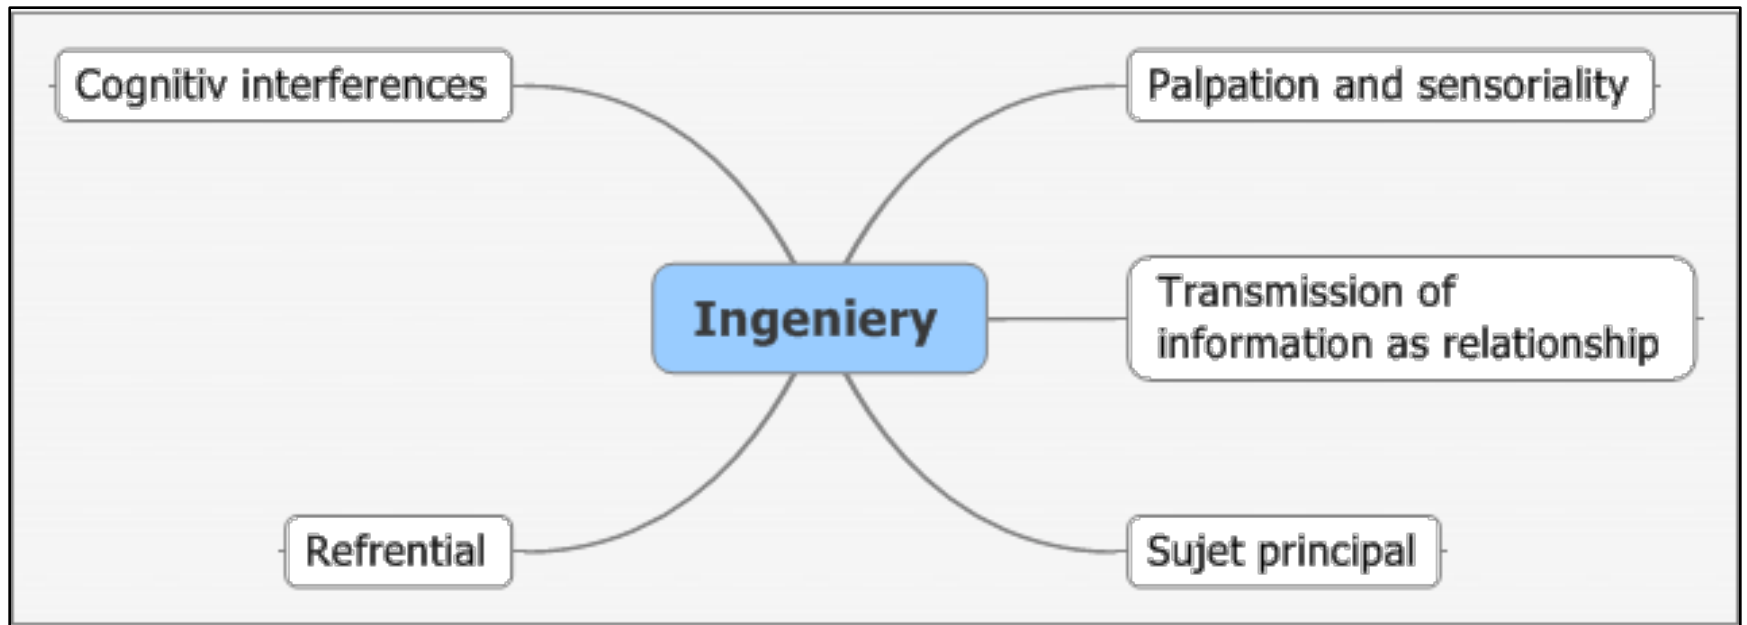 Cognitiv interferences
Palpation and sensoriality
Ingeniery
Transmission of
information as relationship
Refrential
Sujet principal